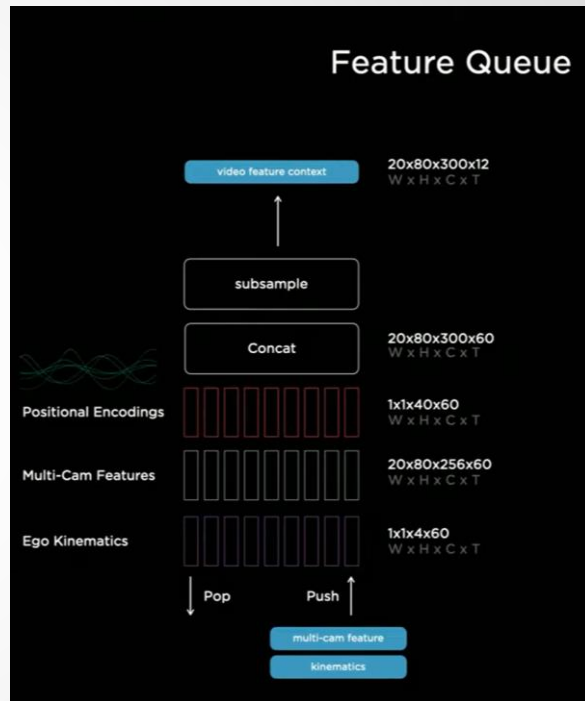 Feature Queue
video feature context
20x80x300x12
W x H x C x T
subsample
Concat
20x80x300x60
W x H x C x T
Positional Encodings
1x1x40x60
W x H x C x T
Multi-Cam Features
20x80x256x60
W x H x C x T
Ego Kinematics
1x1x4x60
W x H x C x T
Pop
Push
multi-cam feature
kinematics